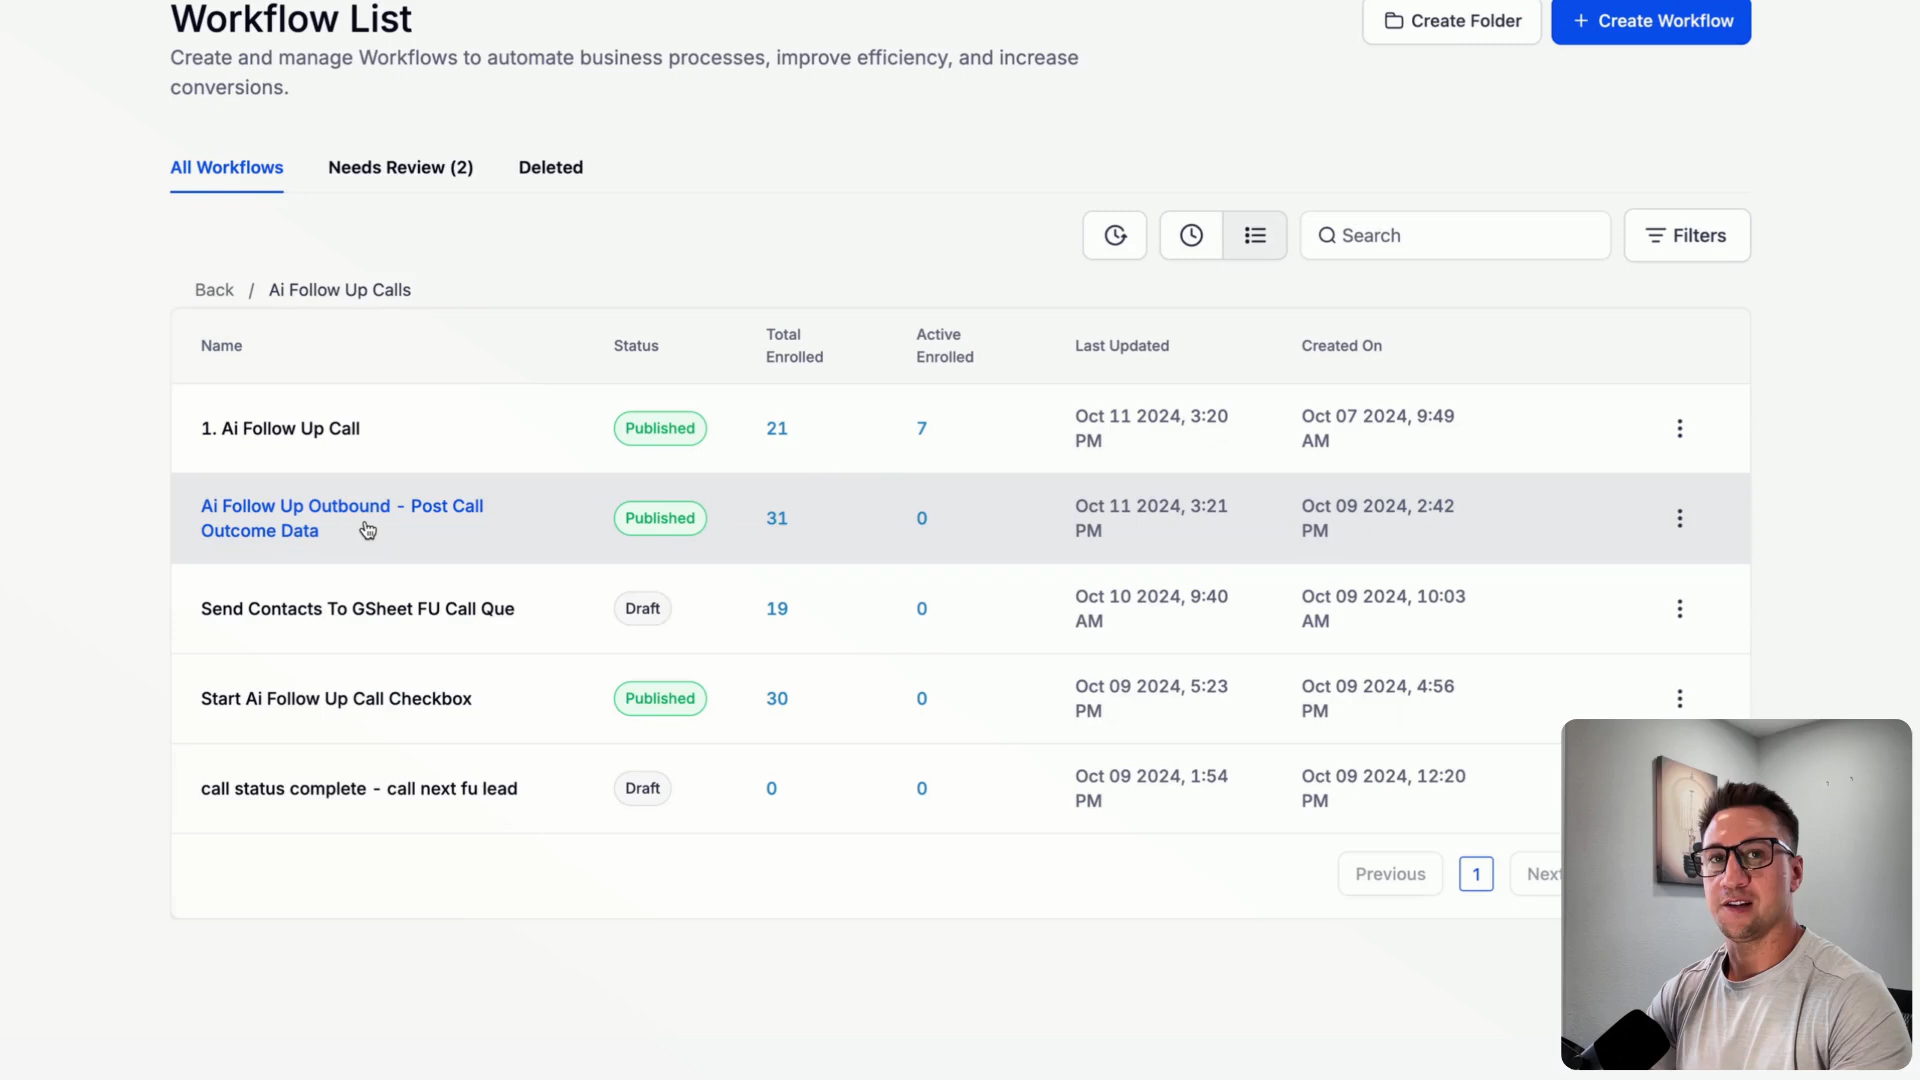 Workflow List
Create Folder
+ Create Workflow
Create and manage Workflows to automate business processes, improve efficiency, and increase
conversions.
All Workflows
Needs Review (2)
Deleted
Search
Filters
Back / Ai Follow Up Calls
Name
Status
Total
Enrolled
Active
Enrolled
Last Updated
Created On
1. Ai Follow Up Call
Published
21
7
Oct 11 2024, 3:20
PM
Oct 07 2024, 9:49
AM
Ai Follow Up Outbound - Post Call
Outcome Data
Published
31
0
Oct 11 2024, 3:21
PM
Oct 09 2024, 2:42
PM
Send Contacts To GSheet FU Call Que
Draft
19
0
Oct 10 2024, 9:40
AM
Oct 09 2024, 10:03
AM
Start Ai Follow Up Call Checkbox
Published
30
0
Oct 09 2024, 5:23
PM
Oct 09 2024, 4:56
PM
call status complete - call next fu lead
Draft
0
0
Oct 09 2024, 1:54
PM
Oct 09 2024, 12:20
PM
Previous
1
Next